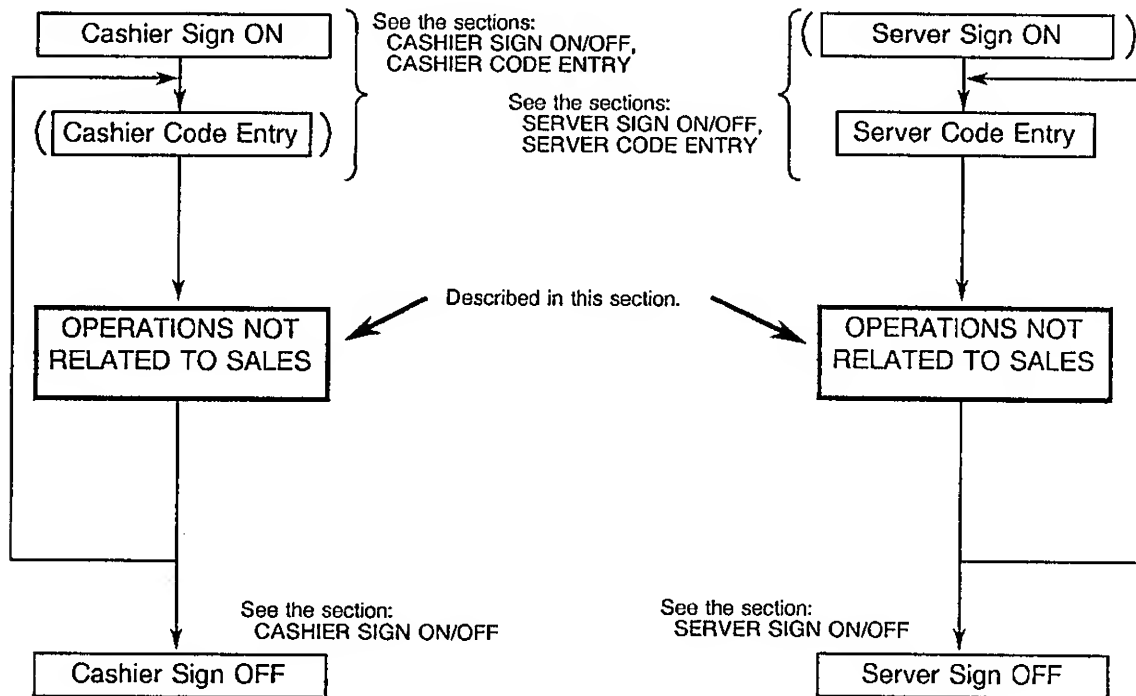 Cashier Sign ON
See the sections:
CASHIER SIGN ON/OFF,
CASHIER CODE ENTRY
( Server Sign ON )
( Cashier Code Entry )
See the sections:
SERVER SIGN ON/OFF,
SERVER CODE ENTRY
Server Code Entry
OPERATIONS NOT
RELATED TO SALES
Described in this section.
OPERATIONS NOT
RELATED TO SALES
See the section:
CASHIER SIGN ON/OFF
See the section:
SERVER SIGN ON/OFF
Cashier Sign OFF
Server Sign OFF